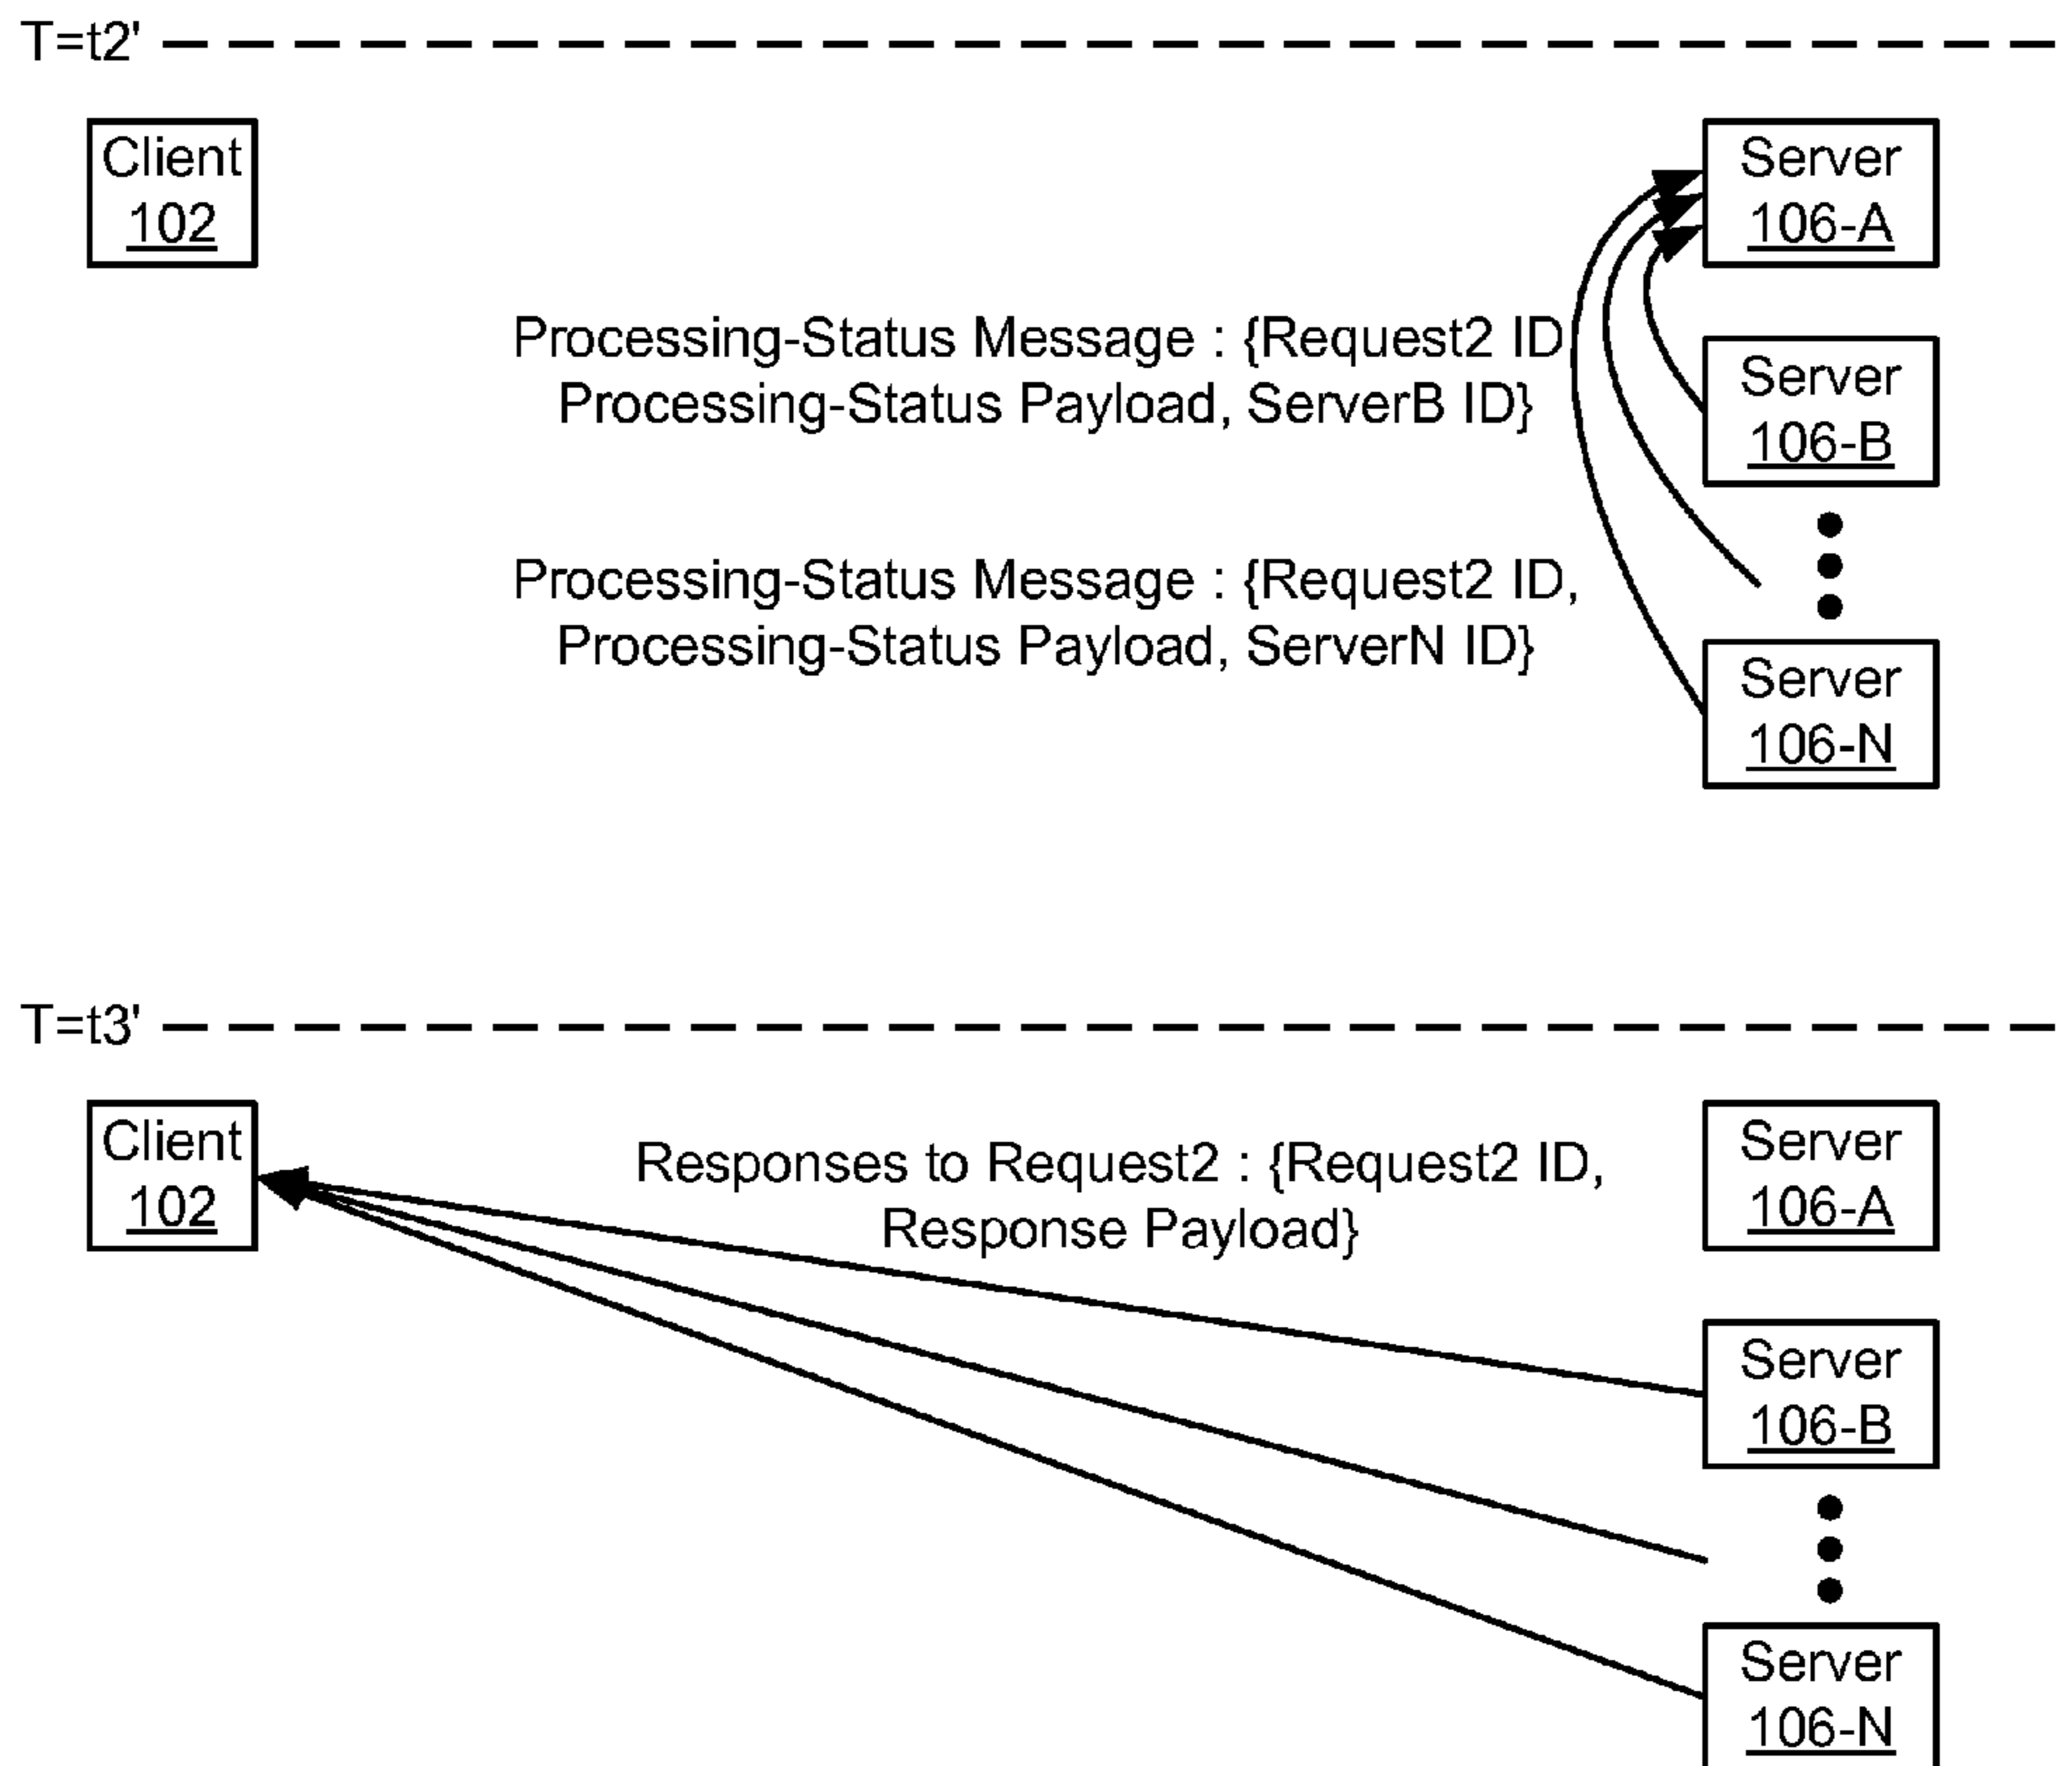 T=t2'
Client
102
Server
106-A
Processing-Status Message : {Request2 ID
Processing-Status Payload, ServerB ID}
Server
106-B
Processing-Status Message : {Request2 ID,
Processing-Status Payload, ServerN ID}
Server
106-N
T=t3'
Client
102
Responses to Request2 : {Request2 ID,
Response Payload}
Server
106-A
Server
106-B
Server
106-N